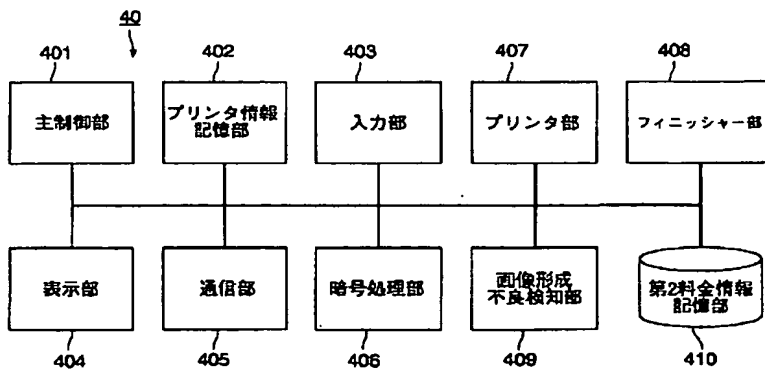 40
401
402
403
407
408
主制御部
プリンタ情報
記憶部
入力部
プリンタ部
フィニッシャー部
表示部
通信部
暗号処理部
画像形成
不良検知部
第2料金情報
記憶部
404
405
406
409
410